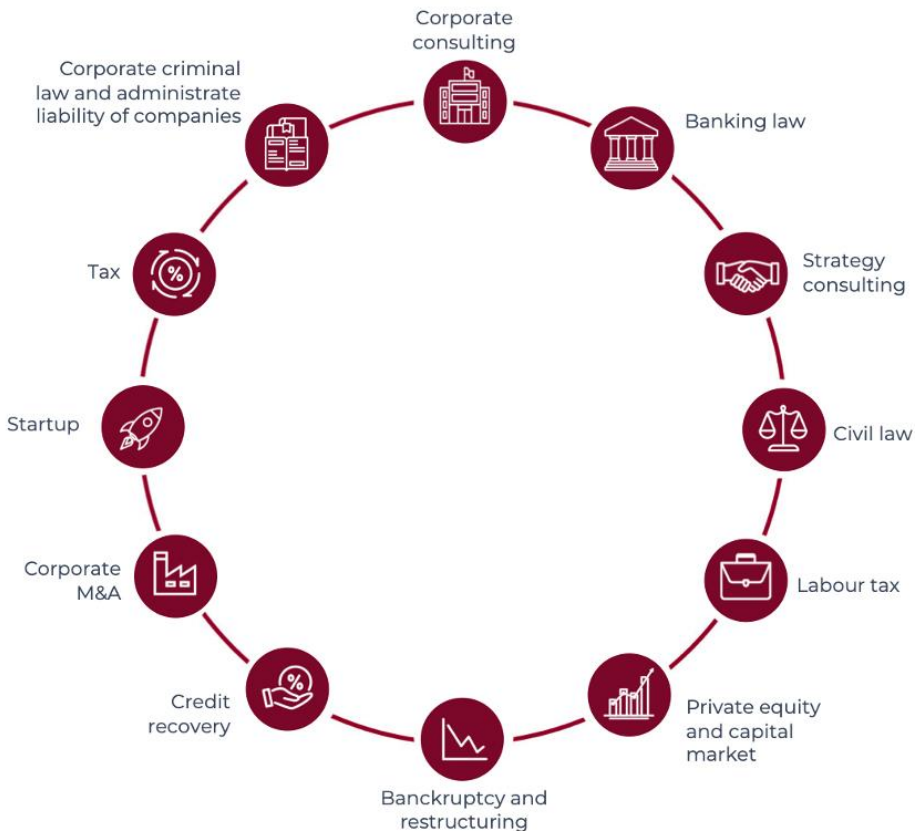 Corporate
consulting
Corporate criminal
law and administrate
liability of companies
Banking law
Tax
Strategy
consulting
Startup
Civil law
Corporate
M&A
Labour tax
Credit
recovery
Private equity
and capital
market
Banckruptcy and
restructuring